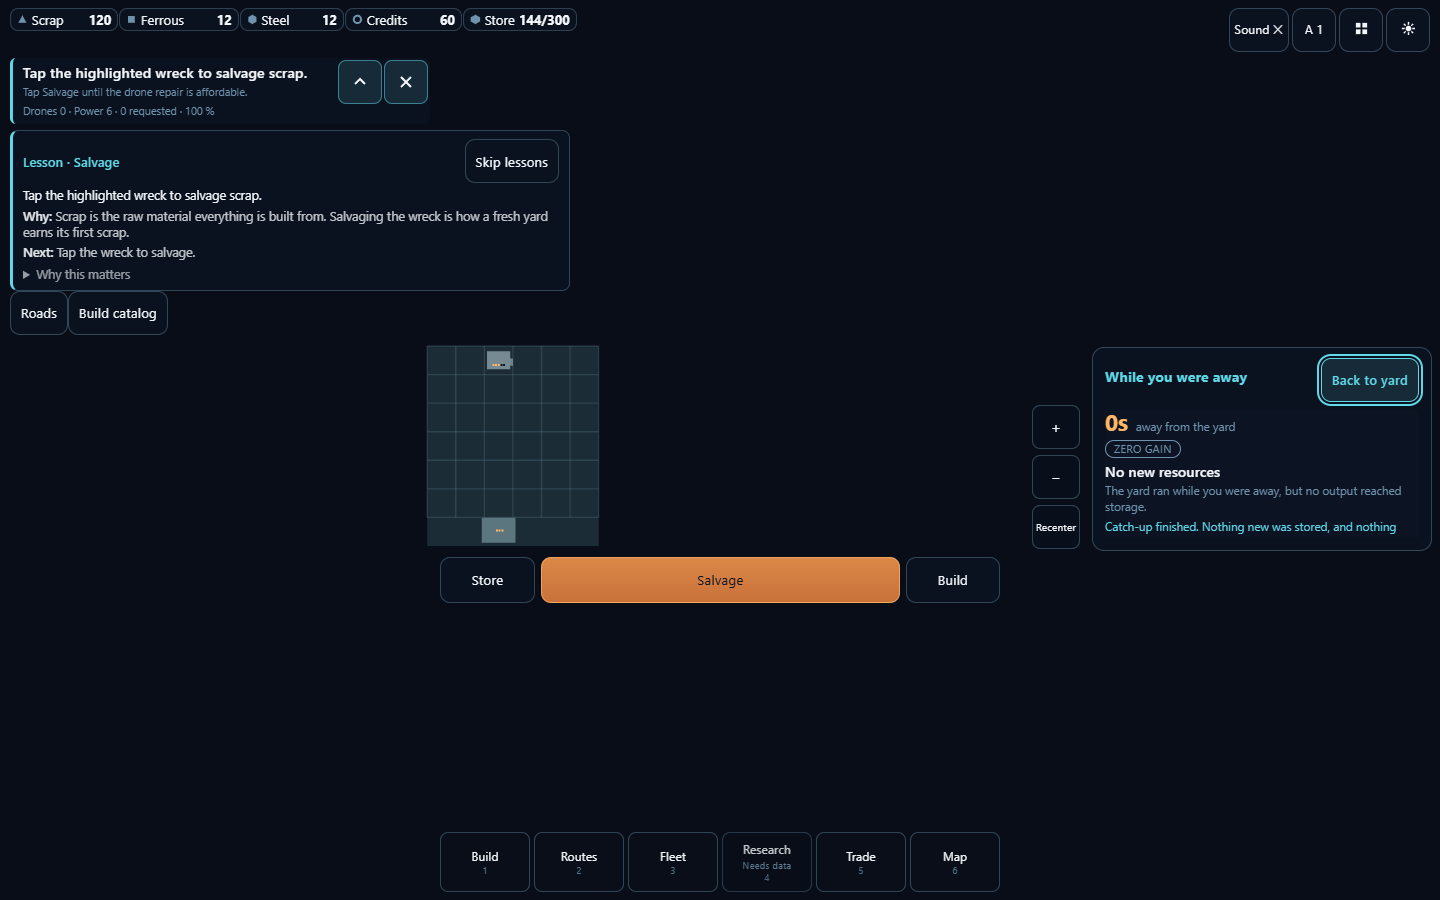 Scrap 120 Ferrous 12 Steel 12 Credits 60 Store 144/300
Sound A 1
Tap the highlighted wreck to salvage scrap.
Tap Salvage until the drone repair is affordable.
Drones 0 · Power 6 · 0 requested · 100 %
Lesson · Salvage
Skip lessons
Tap the highlighted wreck to salvage scrap.
Why: Scrap is the raw material everything is built from. Salvaging the wreck is how a fresh yard
earns its first scrap.
Next: Tap the wreck to salvage.
Why this matters
Roads Build catalog
While you were away
Back to yard
0s away from the yard
ZERO GAIN
No new resources
The yard ran while you were away, but no output reached
storage.
Catch-up finished. Nothing new was stored, and nothing
+
−
Recenter
Store Salvage Build
Build Routes Fleet Research Trade Map
Needs data
1 2 3 4 5 6